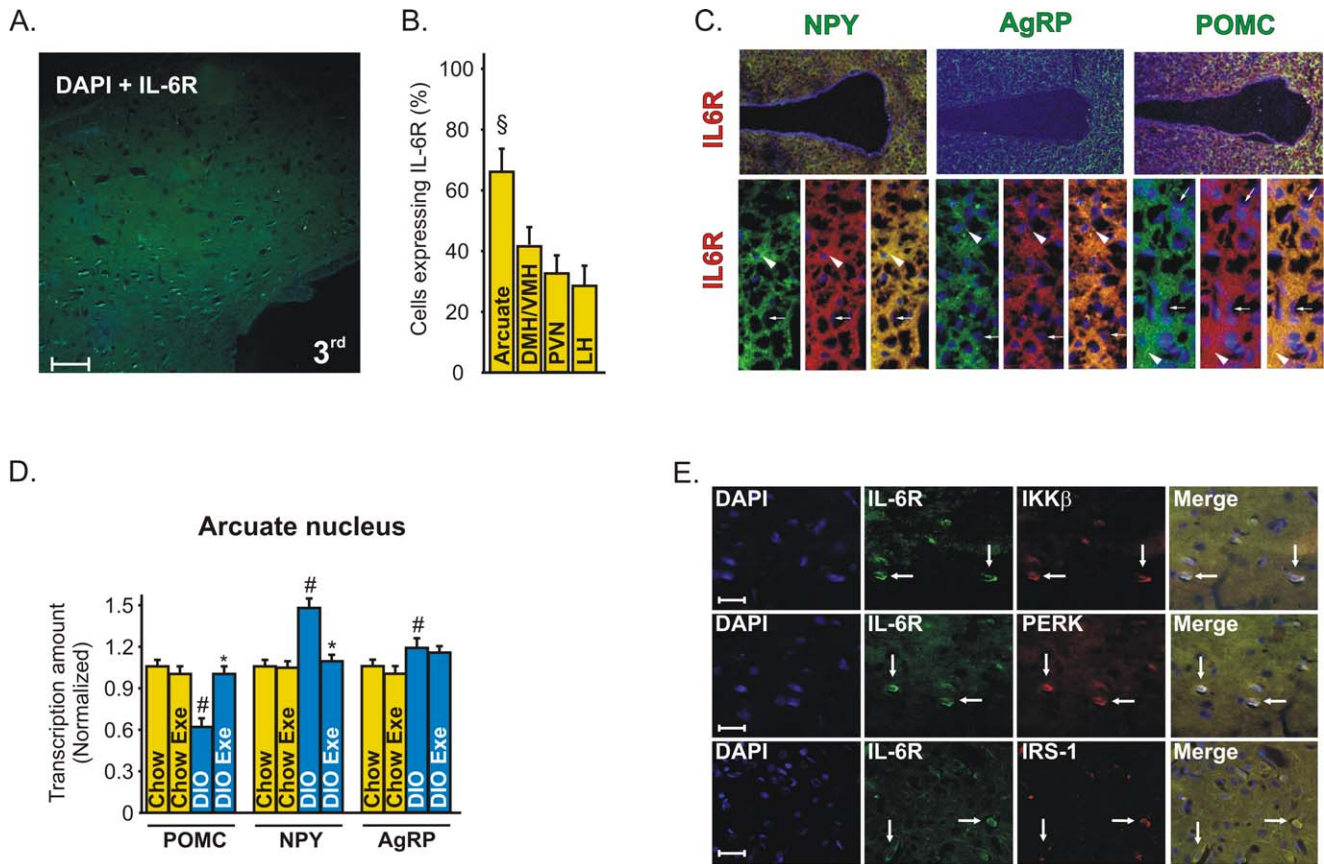 A.
DAPI + IL-6R
3rd
B.
Cells expressing IL-6R (%)
100
80
60
40
20
0
§
Arcuate
DMH/VMH
PVN
LH
C.
NPY
AgRP
POMC
IL6R
IL6R
D.
Arcuate nucleus
Transcription amount
(Normalized)
1.5
1.2
0.9
0.6
0.3
0
#
*
#
*
#
Chow
Chow Exe
DIO
DIO Exe
Chow
Chow Exe
DIO
DIO Exe
Chow
Chow Exe
DIO
DIO Exe
POMC
NPY
AgRP
E.
DAPI
IL-6R
IKKβ
Merge
DAPI
IL-6R
PERK
Merge
DAPI
IL-6R
IRS-1
Merge